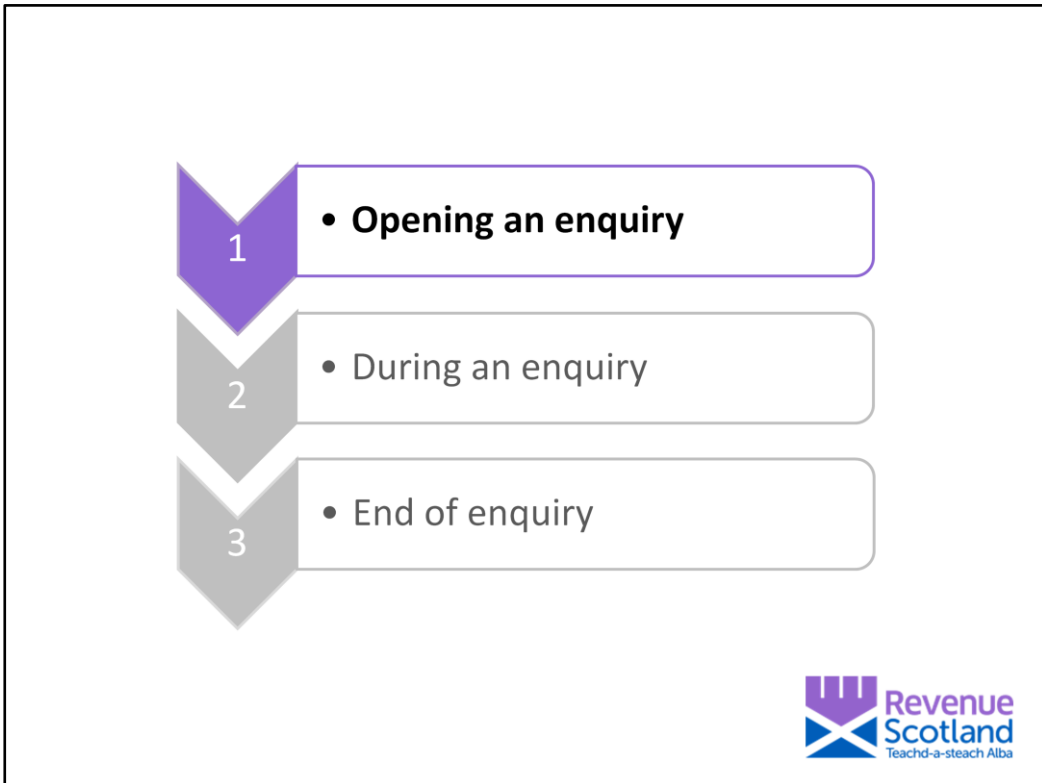 1
• Opening an enquiry
2
• During an enquiry
3
• End of enquiry
Revenue
Scotland
Teachd-a-steach Alba